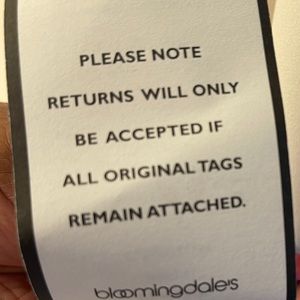 PLEASE NOTE
RETURNS WILL ONLY
BE ACCEPTED IF
ALL ORIGINAL TAGS
REMAIN ATTACHED.
bloomingdale's